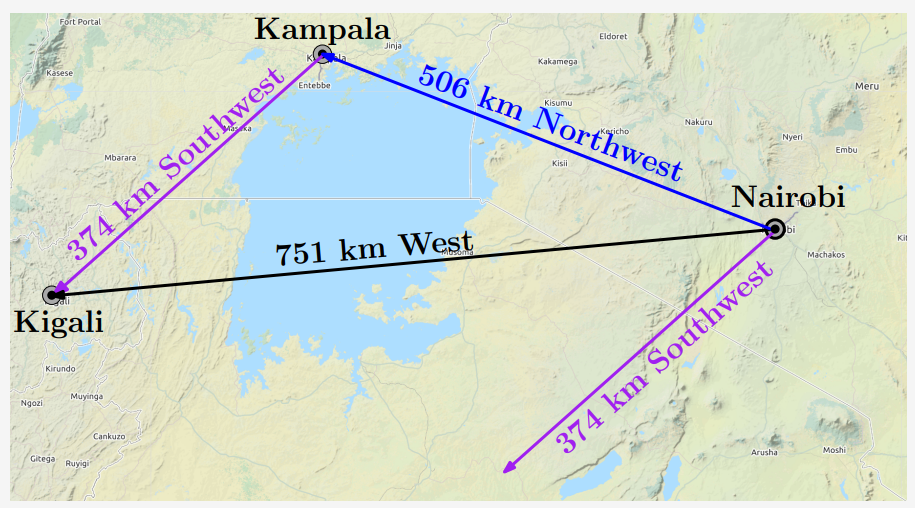 Fort Portal
Kampala
Jinja
Eldoret
Kakamega
Kasese
Entebbe
506 km Northwest
Meru
Kisumu
Nakuru
Kericho
Nyeri
Masaka
Embu
Mbarara
Kisii
374 km Southwest
Nairobi
751 km West
Musoma
Machakos
Kigali
374 km Southwest
Kirundo
Ngozi
Muyinga
Cankuzo
Gitega
Ruyigi
Arusha
Moshi